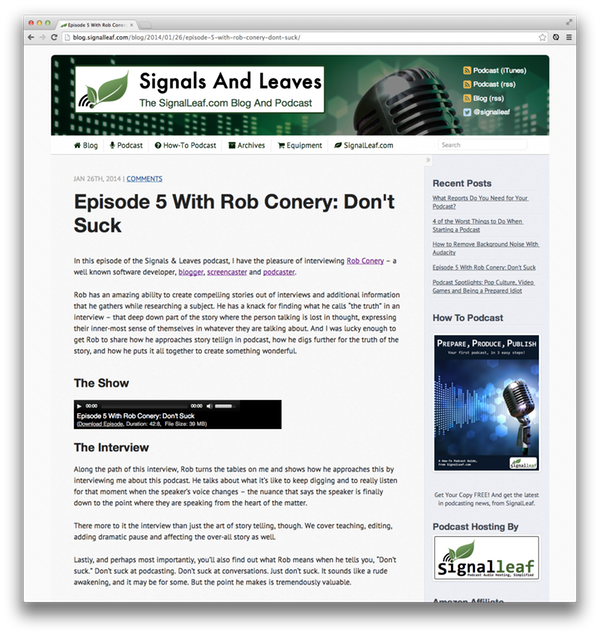 Episode 5 With Rob Conery
blog.signalleaf.com/blog/2014/01/26/episode-5-with-rob-conery-dont-suck/
Signals And Leaves
The SignalLeaf.com Blog And Podcast
Podcast (iTunes)
Podcast (rss)
Blog (rss)
@signalleaf
Blog
Podcast
How-To Podcast
Archives
Equipment
SignalLeaf.com
Search
JAN 26TH, 2014 | COMMENTS
Episode 5 With Rob Conery: Don't
Suck
In this episode of the Signals & Leaves podcast, I have the pleasure of interviewing Rob Conery – a
well known software developer, blogger, screencaster and podcaster.
Rob has an amazing ability to create compelling stories out of interviews and additional information
that he gathers while researching a subject. He has a knack for finding what he calls “the truth” in an
interview – that deep down part of the story where the person talking is lost in thought, expressing
their inner-most sense of themselves in whatever they are talking about. And I was lucky enough to
get Rob to share how he approaches story tellign in podcast, how he digs further for the truth of the
story, and how he puts it all together to create something wonderful.
The Show
00:00
00:00
Episode 5 With Rob Conery: Don't Suck
(Download Episode, Duration: 42:8, File Size: 39 MB)
The Interview
Along the path of this interview, Rob turns the tables on me and shows how he approaches this by
interviewing me about this podcast. He talks about what it’s like to keep digging and to really listen
for that moment when the speaker’s voice changes – the nuance that says the speaker is finally
down to the point where they are speaking from the heart of the matter.
There more to it the interview than just the art of story telling, though. We cover teaching, editing,
adding dramatic pause and affecting the over-all story as well.
Lastly, and perhaps most importantly, you’ll also find out what Rob means when he tells you, “Don’t
suck.” Don’t suck at podcasting. Don’t suck at conversations. Just don’t suck. It sounds like a rude
awakening, and it may be for some. But the point he makes is tremendously valuable.
Recent Posts
What Reports Do You Need for Your
Podcast?
4 of the Worst Things to Do When
Starting a Podcast
How to Remove Background Noise With
Audacity
Episode 5 With Rob Conery: Don't Suck
Podcast Spotlights: Pop Culture, Video
Games and Being a Prepared Idiot
How To Podcast
PREPARE, PRODUCE, PUBLISH
Your first podcast, in 3 easy steps!
A How-To Podcast Guide,
from SignalLeaf.com
signalleaf
Get Your Copy FREE! And get the latest
in podcasting news, from SignalLeaf.
Podcast Hosting By
signalleaf
Podcast Audio Hosting, Simplified
Amazon Affiliate